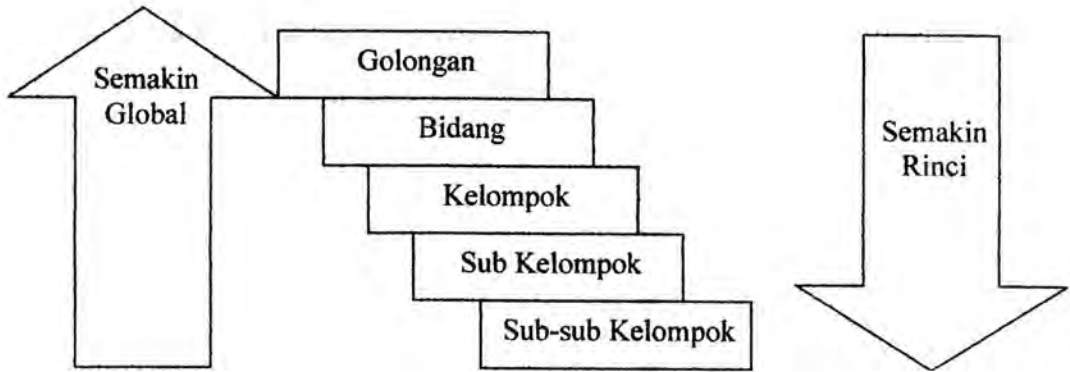 Semakin
Global
Golongan
Bidang
Kelompok
Sub Kelompok
Sub-sub Kelompok
Semakin
Rinci